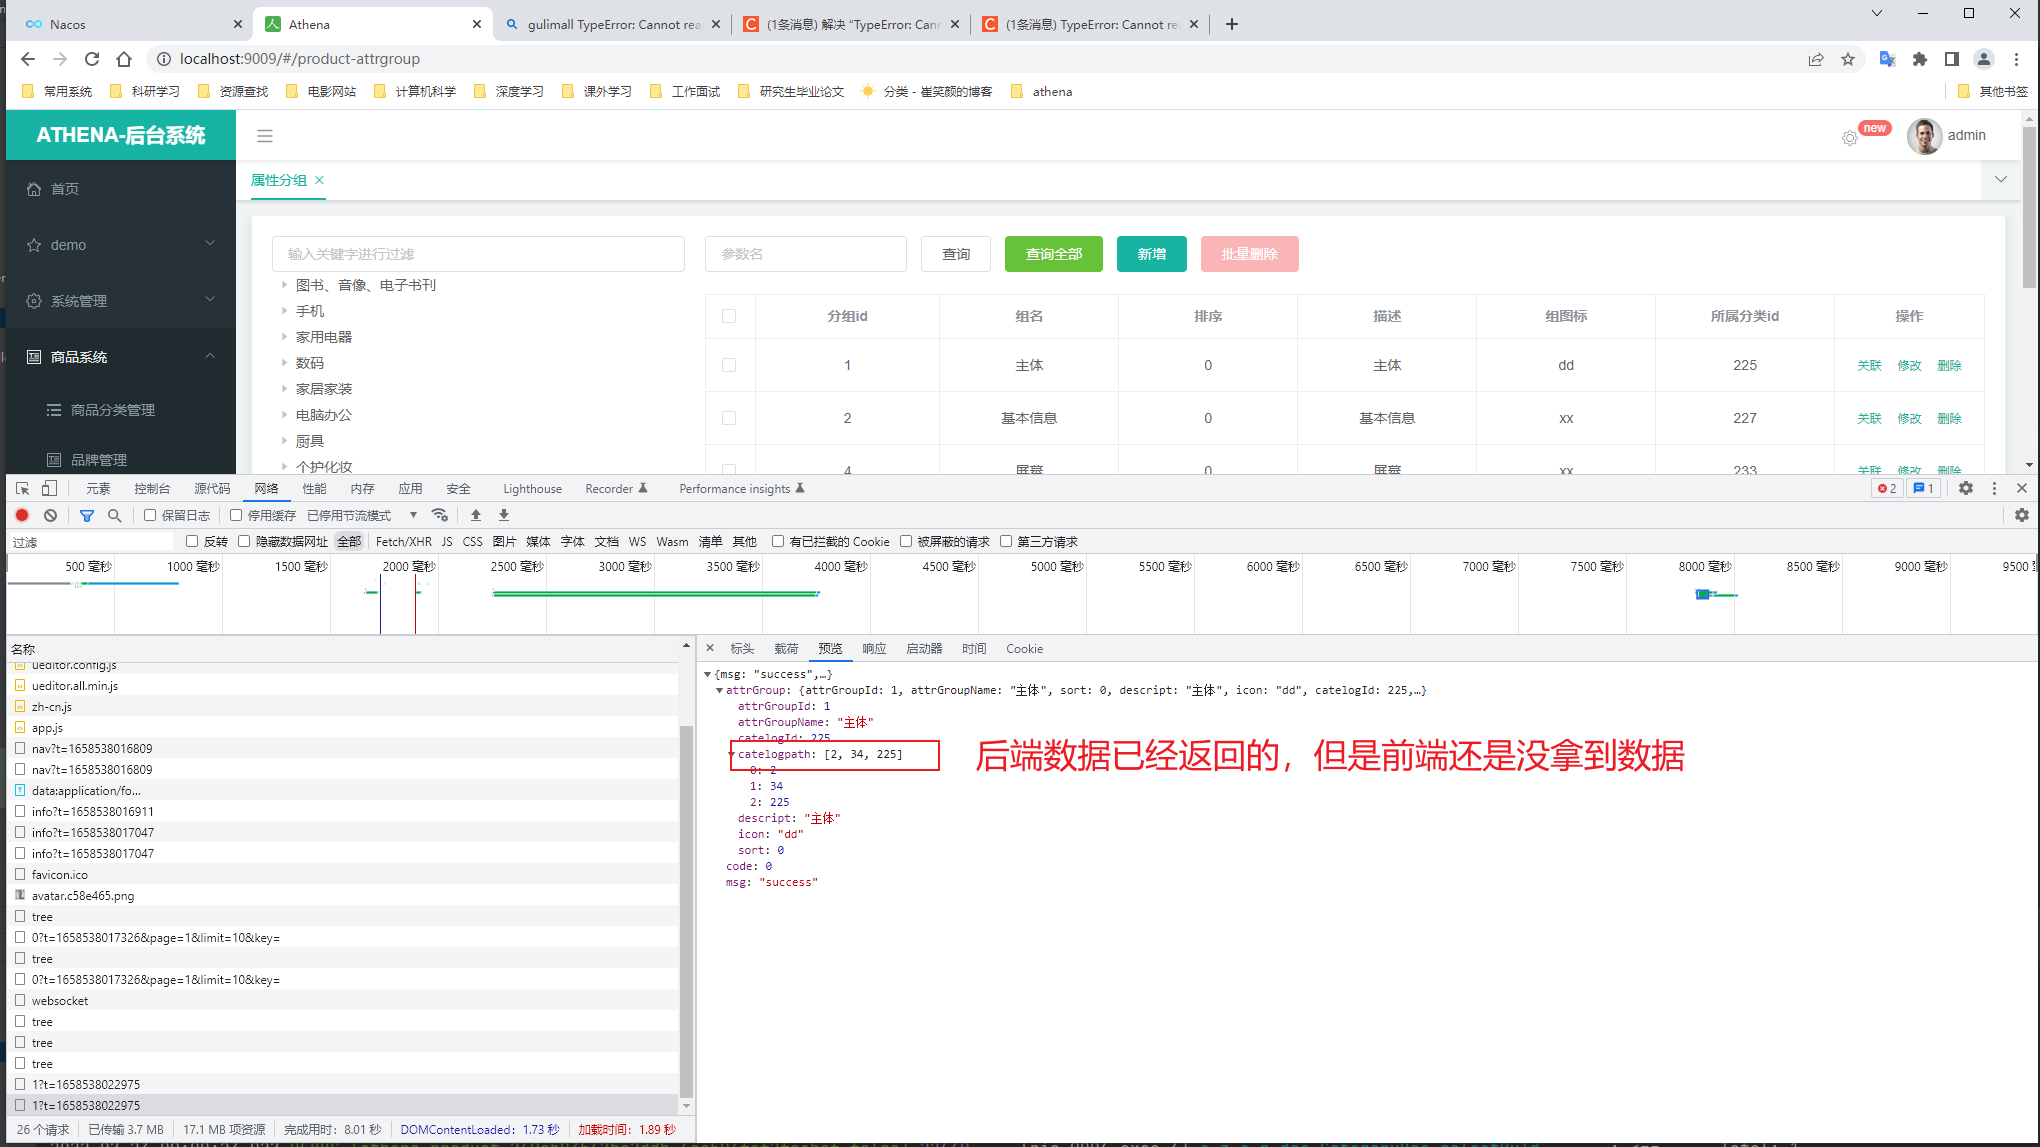 Nacos
Athena
gulimall TypeError: Cannot rea
(1条消息) 解决 “TypeError: Can
(1条消息) TypeError: Cannot re
localhost:9009/#/product-attrgroup
常用系统
科研学习
资源查找
电影网站
计算机科学
深度学习
课外学习
工作面试
研究生毕业论文
分类 - 崔笑颜的博客
athena
其他书签
ATHENA-后台系统
new
admin
首页
demo
系统管理
商品系统
商品分类管理
品牌管理
属性分组
输入关键字进行过滤
参数名
查询
查询全部
新增
批量删除
图书、音像、电子书刊
手机
家用电器
数码
家居家装
电脑办公
厨具
个护化妆
分组id 组名 排序 描述 组图标 所属分类id 操作
1 主体 0 主体 dd 225 关联 修改 删除
2 基本信息 0 基本信息 xx 227 关联 修改 删除
4 屏幕 0 屏幕 xx 233 关联 修改 删除
元素 控制台 源代码 网络 性能 内存 应用 安全 Lighthouse Recorder Performance insights 2 1
保留日志 停用缓存 已停用节流模式
过滤 反转 隐藏数据网址 全部 Fetch/XHR JS CSS 图片 媒体 字体 文档 WS Wasm 清单 其他 有已拦截的 Cookie 被屏蔽的请求 第三方请求
500 毫秒 1000 毫秒 1500 毫秒 2000 毫秒 2500 毫秒 3000 毫秒 3500 毫秒 4000 毫秒 4500 毫秒 5000 毫秒 5500 毫秒 6000 毫秒 6500 毫秒 7000 毫秒 7500 毫秒 8000 毫秒 8500 毫秒 9000 毫秒 9500
名称
ueditor.config.js
ueditor.all.min.js
zh-cn.js
app.js
nav?t=1658538016809
nav?t=1658538016809
data:application/fo...
info?t=1658538016911
info?t=1658538017047
info?t=1658538017047
favicon.ico
avatar.c58e465.png
tree
0?t=1658538017326&page=1&limit=10&key=
tree
0?t=1658538017326&page=1&limit=10&key=
websocket
tree
tree
tree
1?t=1658538022975
1?t=1658538022975
26 个请求 已传输 3.7 MB 17.1 MB 项资源 完成用时：8.01 秒 DOMContentLoaded：1.73 秒 加载时间：1.89 秒
标头 载荷 预览 响应 启动器 时间 Cookie
{msg: "success",…}
attrGroup: {attrGroupId: 1, attrGroupName: "主体", sort: 0, descript: "主体", icon: "dd", catelogId: 225,…}
attrGroupId: 1
attrGroupName: "主体"
catelogId: 225
catelogpath: [2, 34, 225]
0: 2
1: 34
2: 225
descript: "主体"
icon: "dd"
sort: 0
code: 0
msg: "success"
后端数据已经返回的，但是前端还是没拿到数据